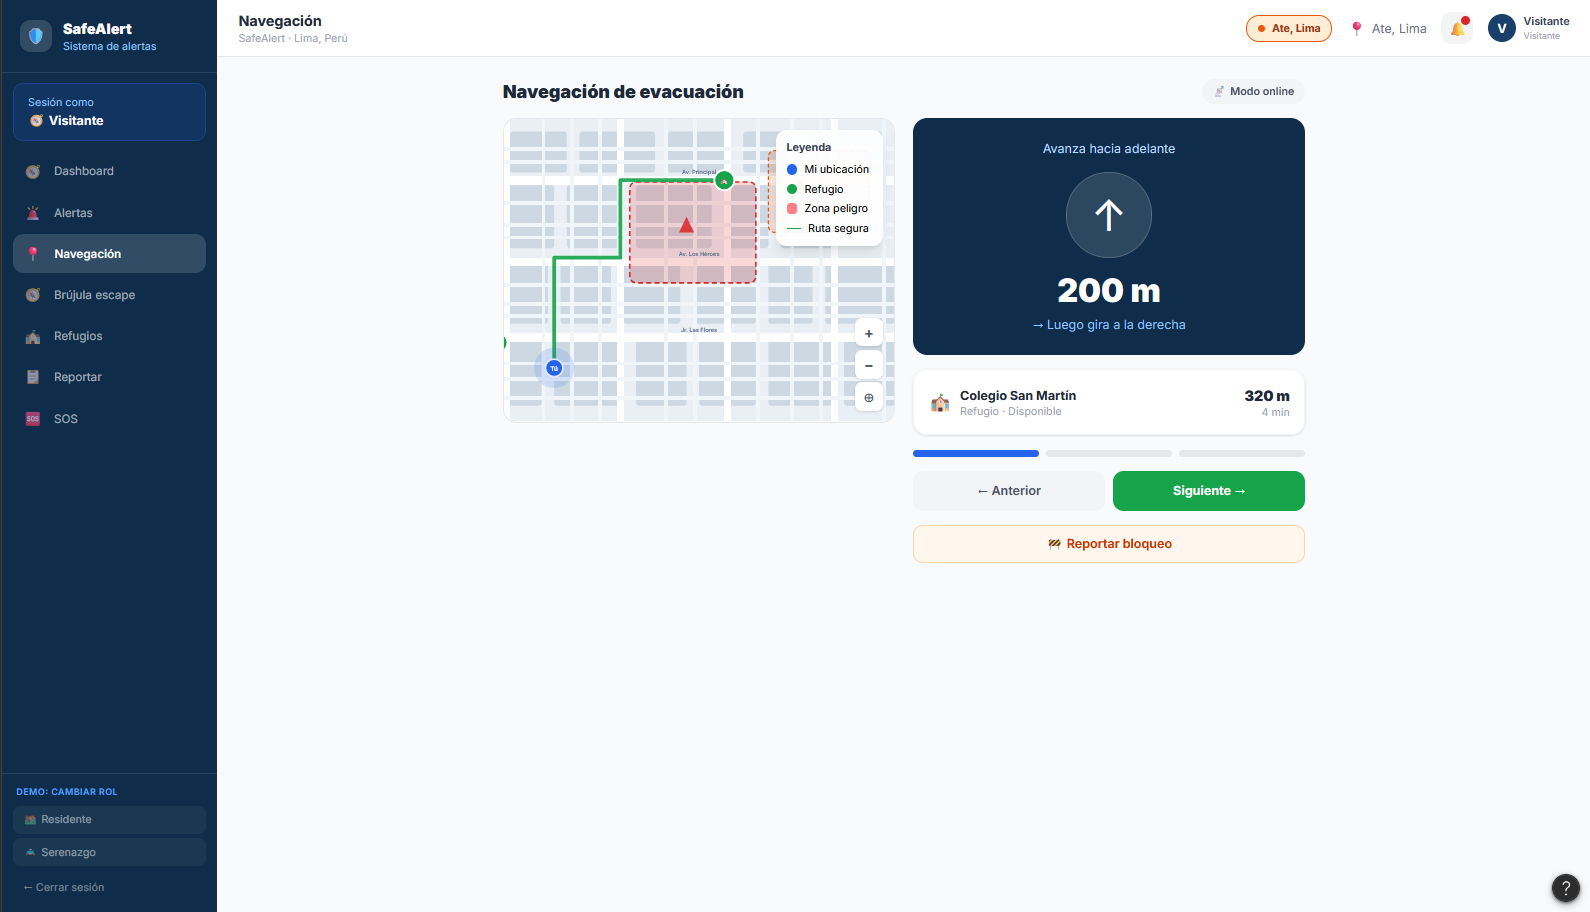 SafeAlert
Sistema de alertas
Sesión como
Visitante
Dashboard
Alertas
Navegación
Brújula escape
Refugios
Reportar
SOS
SOS
DEMO: CAMBIAR ROL
Residente
Serenazgo
← Cerrar sesión
Navegación
SafeAlert · Lima, Perú
Ate, Lima
Ate, Lima
V
Visitante
Visitante
Navegación de evacuación
Modo online
Av. Principal
Av. Los Héroes
Jr. Las Flores
Tú
Leyenda
Mi ubicación
Refugio
Zona peligro
Ruta segura
+
−
⊕
Avanza hacia adelante
↑
200 m
→ Luego gira a la derecha
Colegio San Martín
Refugio · Disponible
320 m
4 min
← Anterior
Siguiente →
Reportar bloqueo
?